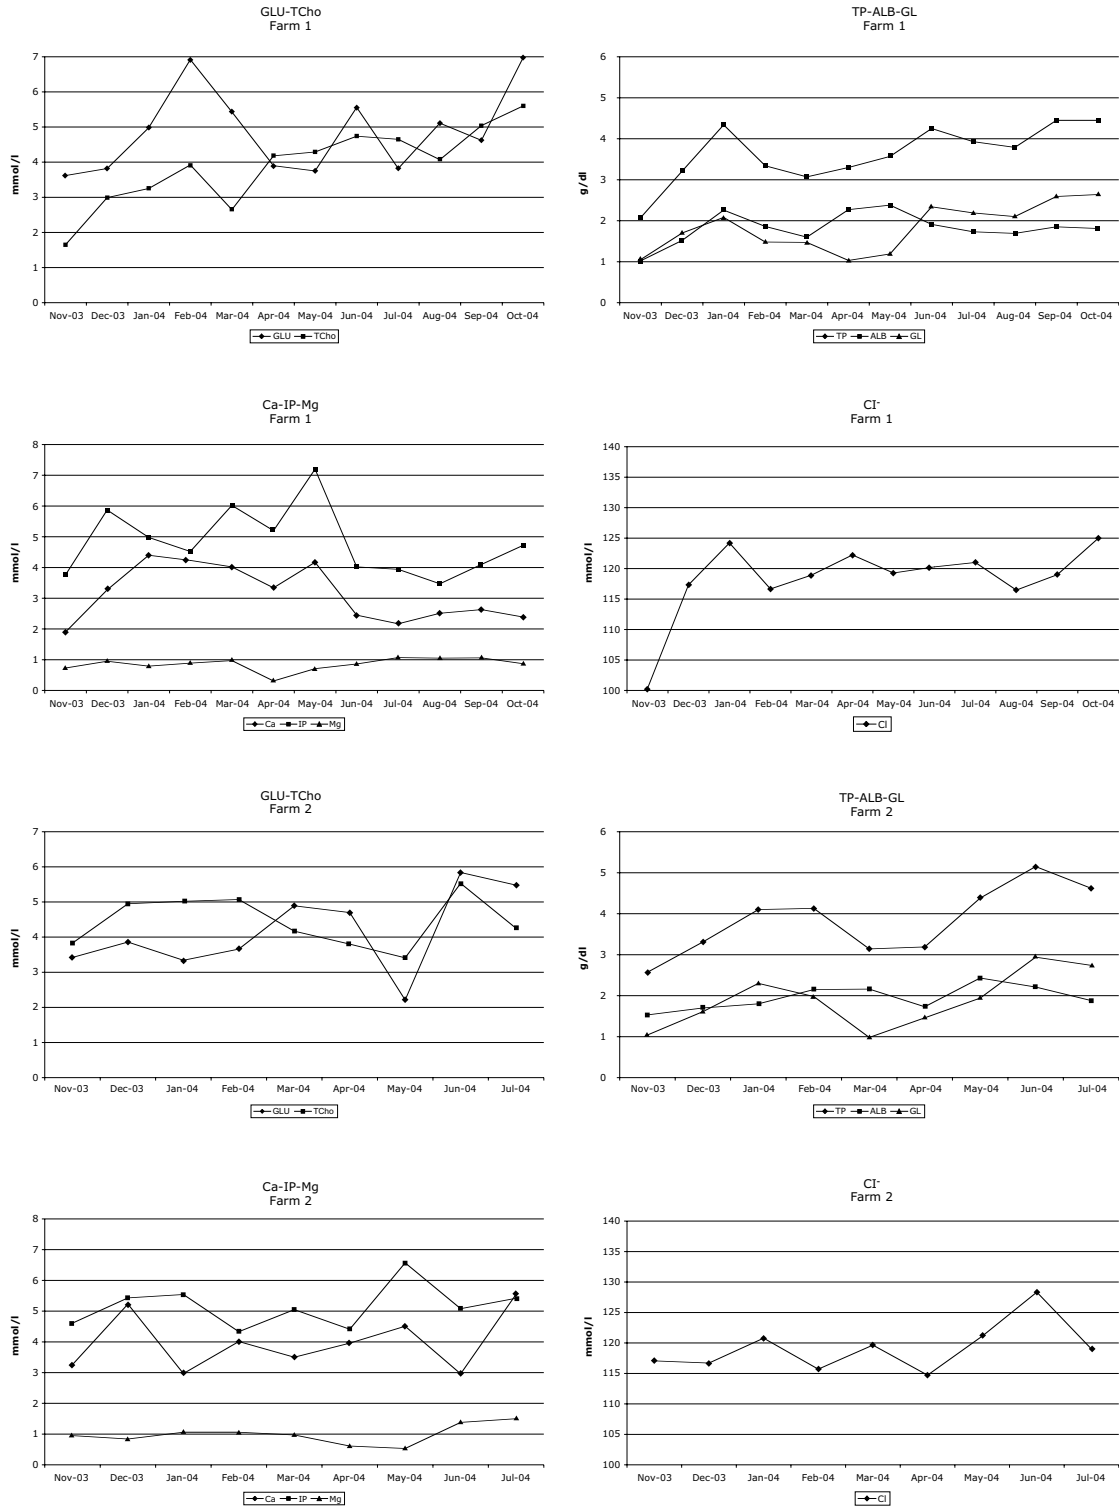 GLU-TCho
Farm 1
7
6
5
4
3
2
1
0
mmol/l
Nov-03 Dec-03 Jan-04 Feb-04 Mar-04 Apr-04 May-04 Jun-04 Jul-04 Aug-04 Sep-04 Oct-04
GLU TCho
TP-ALB-GL
Farm 1
6
5
4
3
2
1
0
g/dl
Nov-03 Dec-03 Jan-04 Feb-04 Mar-04 Apr-04 May-04 Jun-04 Jul-04 Aug-04 Sep-04 Oct-04
TP ALB GL
Ca-IP-Mg
Farm 1
8
7
6
5
4
3
2
1
0
mmol/l
Nov-03 Dec-03 Jan-04 Feb-04 Mar-04 Apr-04 May-04 Jun-04 Jul-04 Aug-04 Sep-04 Oct-04
Ca IP Mg
CI-
Farm 1
140
135
130
125
120
115
110
105
100
mmol/l
Nov-03 Dec-03 Jan-04 Feb-04 Mar-04 Apr-04 May-04 Jun-04 Jul-04 Aug-04 Sep-04 Oct-04
Cl
GLU-TCho
Farm 2
7
6
5
4
3
2
1
0
mmol/l
Nov-03 Dec-03 Jan-04 Feb-04 Mar-04 Apr-04 May-04 Jun-04 Jul-04
GLU TCho
TP-ALB-GL
Farm 2
6
5
4
3
2
1
0
g/dl
Nov-03 Dec-03 Jan-04 Feb-04 Mar-04 Apr-04 May-04 Jun-04 Jul-04
TP ALB GL
Ca-IP-Mg
Farm 2
8
7
6
5
4
3
2
1
0
mmol/l
Nov-03 Dec-03 Jan-04 Feb-04 Mar-04 Apr-04 May-04 Jun-04 Jul-04
Ca IP Mg
CI-
Farm 2
140
135
130
125
120
115
110
105
100
mmol/l
Nov-03 Dec-03 Jan-04 Feb-04 Mar-04 Apr-04 May-04 Jun-04 Jul-04
Cl